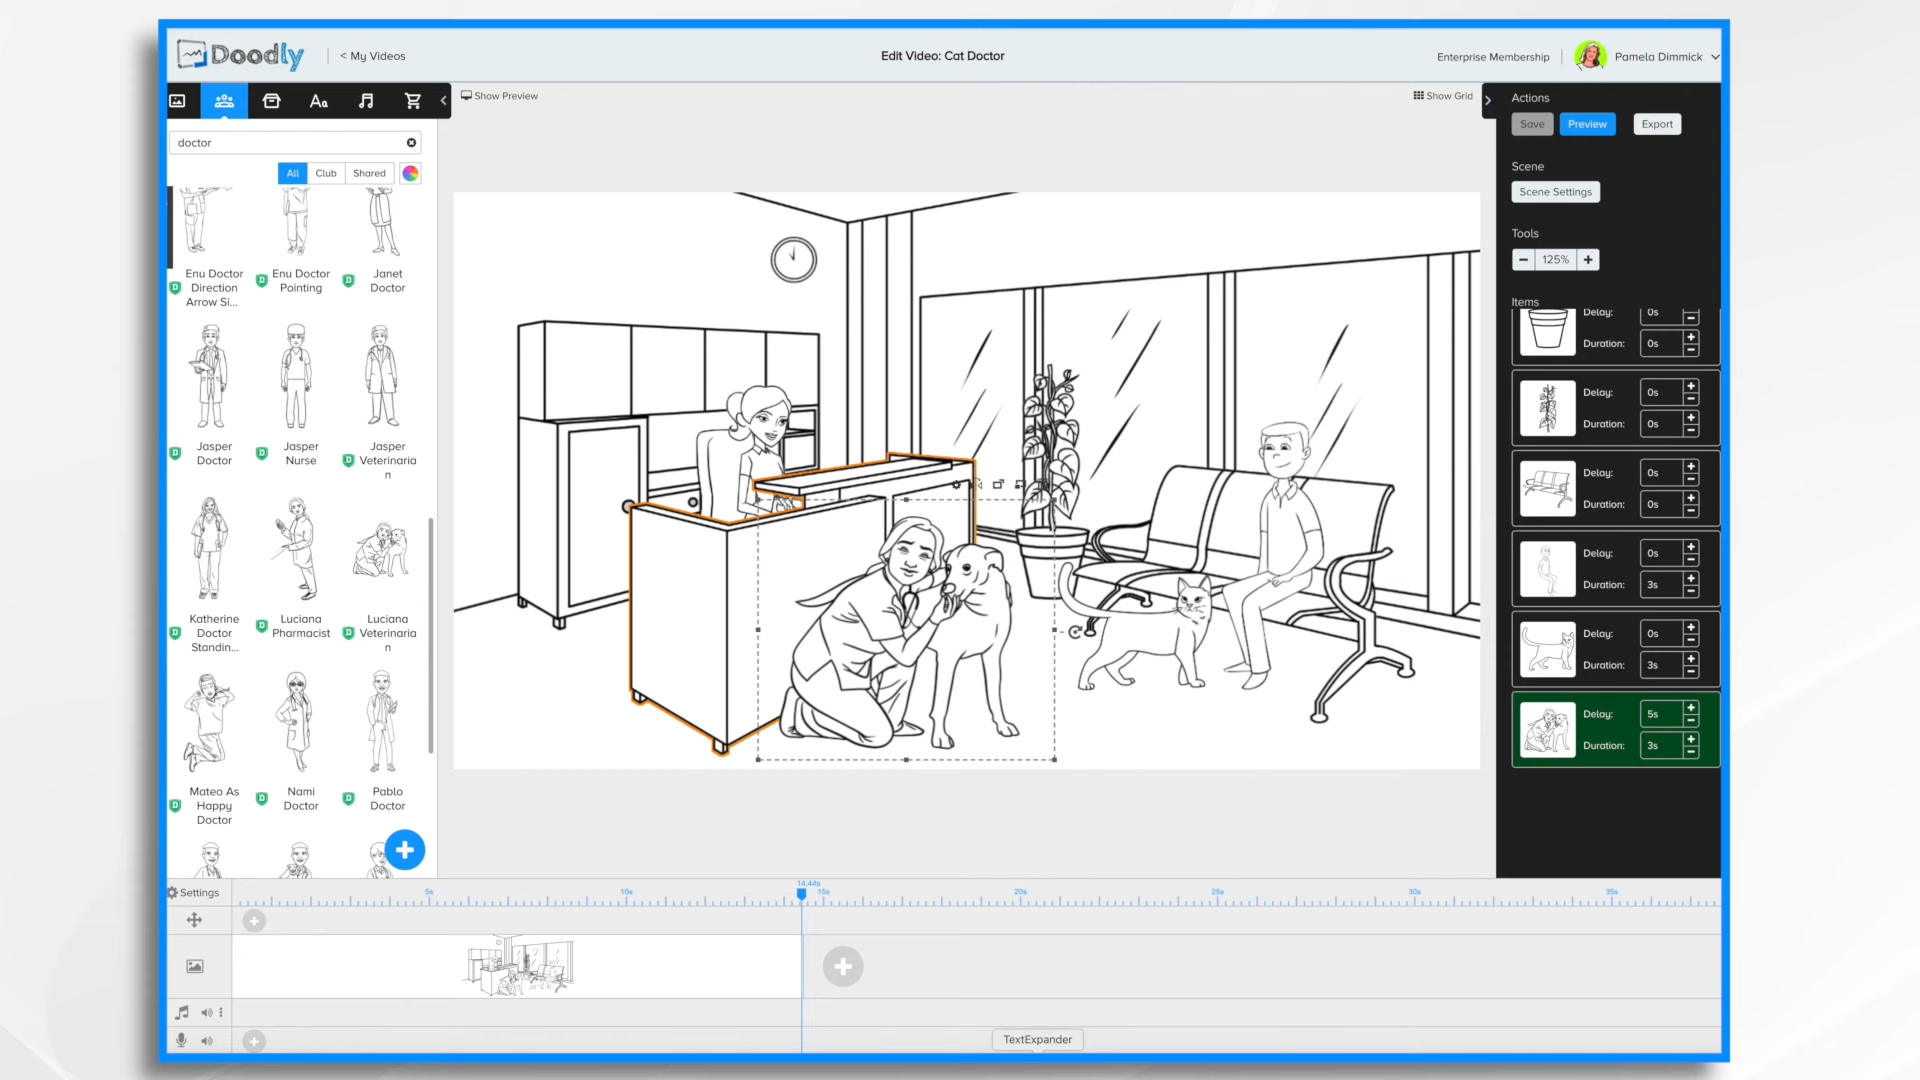 Doodly
< My Videos
Edit Video: Cat Doctor
Enterprise Membership
Pamela Dimmick
Aa
Show Preview
Show Grid
doctor
All
Club
Shared
Enu Doctor
Direction
Arrow Si...
Enu Doctor
Pointing
Janet
Doctor
Jasper
Doctor
Jasper
Nurse
Jasper
Veterinaria
n
Katherine
Doctor
Standin...
Luciana
Pharmacist
Luciana
Veterinaria
n
Mateo As
Happy
Doctor
Nami
Doctor
Pablo
Doctor
Actions
Save
Preview
Export
Scene
Scene Settings
Tools
125%
Items
Delay:
0s
Duration:
0s
Delay:
0s
Duration:
0s
Delay:
0s
Duration:
0s
Delay:
0s
Duration:
3s
Delay:
0s
Duration:
3s
Delay:
5s
Duration:
3s
Settings
5s
10s
14.44s
15s
20s
25s
30s
35s
TextExpander